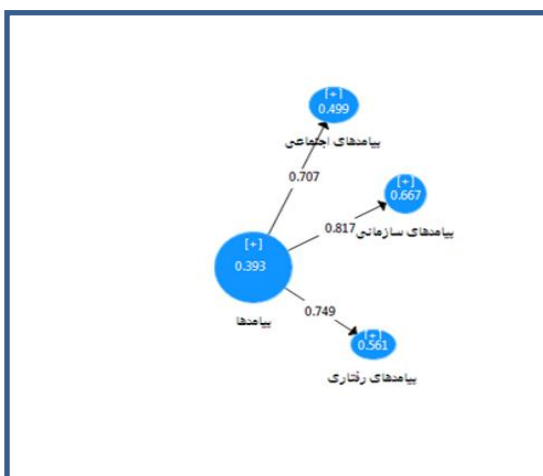 [+]
0.499
پیامدهای اجتماعی
0.707
[+]
0.667
0.817
پیامدهای سازمانی
[+]
0.393
پیامدها
0.749
[+]
0.561
پیامدهای رفتاری